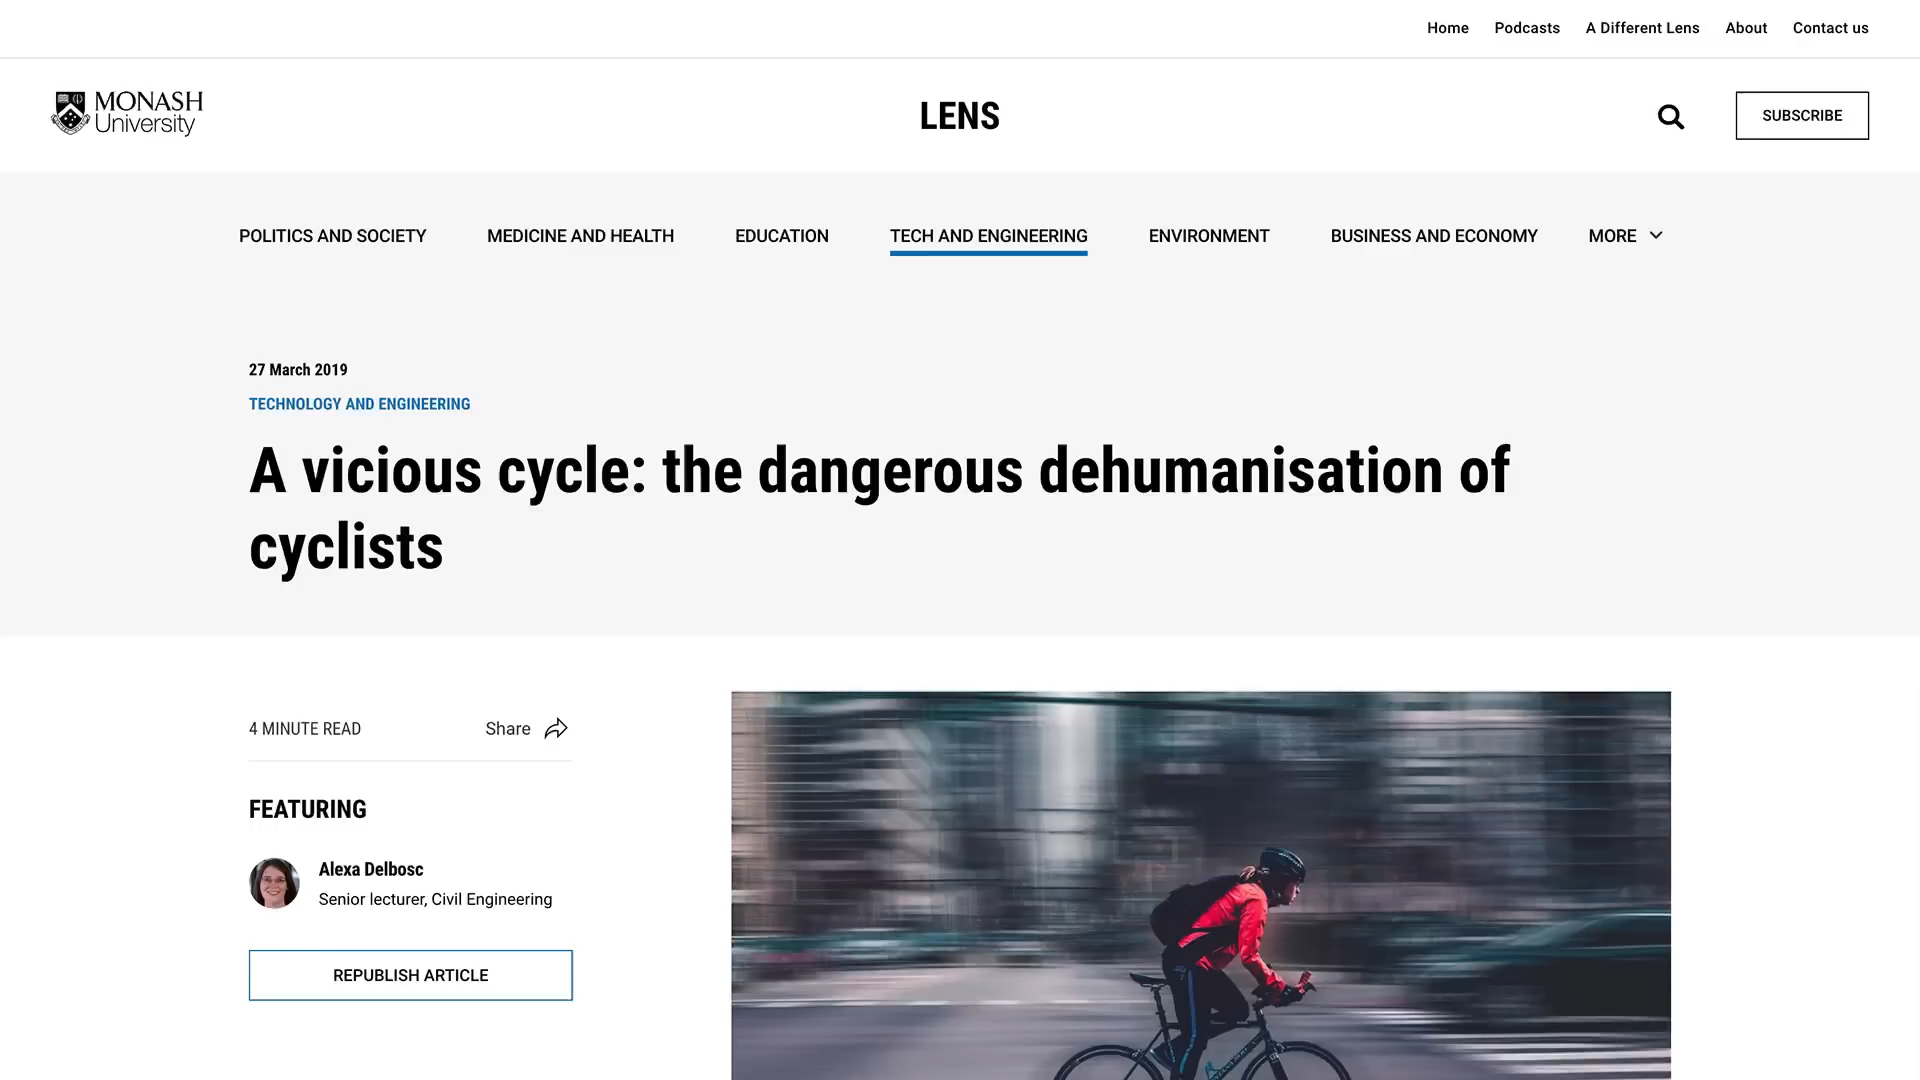 Home Podcasts A Different Lens About Contact us
MONASH
University
LENS
SUBSCRIBE
POLITICS AND SOCIETY MEDICINE AND HEALTH EDUCATION TECH AND ENGINEERING ENVIRONMENT BUSINESS AND ECONOMY MORE
27 March 2019
TECHNOLOGY AND ENGINEERING
A vicious cycle: the dangerous dehumanisation of
cyclists
4 MINUTE READ Share
FEATURING
Alexa Delbosc
Senior lecturer, Civil Engineering
REPUBLISH ARTICLE